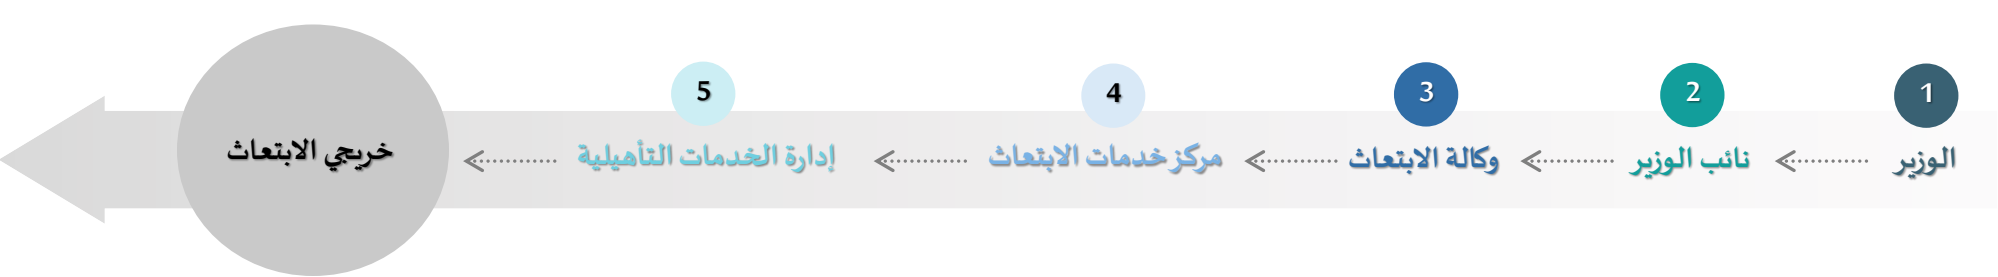 1
الوزير
2
نائب الوزير
3
وكالة الابتعاث
4
مركز خدمات الابتعاث
5
إدارة الخدمات التأهيلية
خريجي الابتعاث